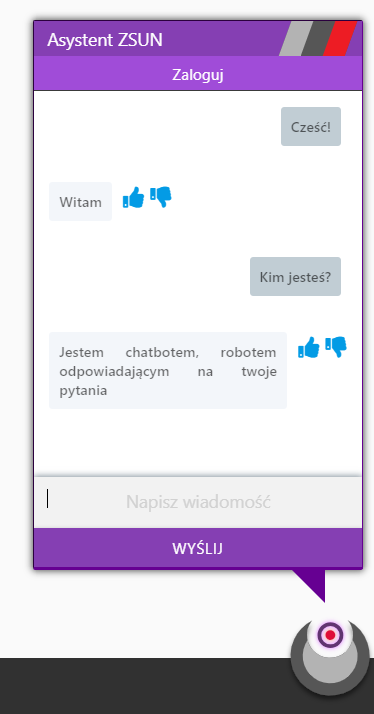 Asystent ZSUN
Zaloguj
Cześć!
Witam
Kim jesteś?
Jestem chatbotem, robotem
odpowiadającym na twoje
pytania
Napisz wiadomość
WYŚLIJ